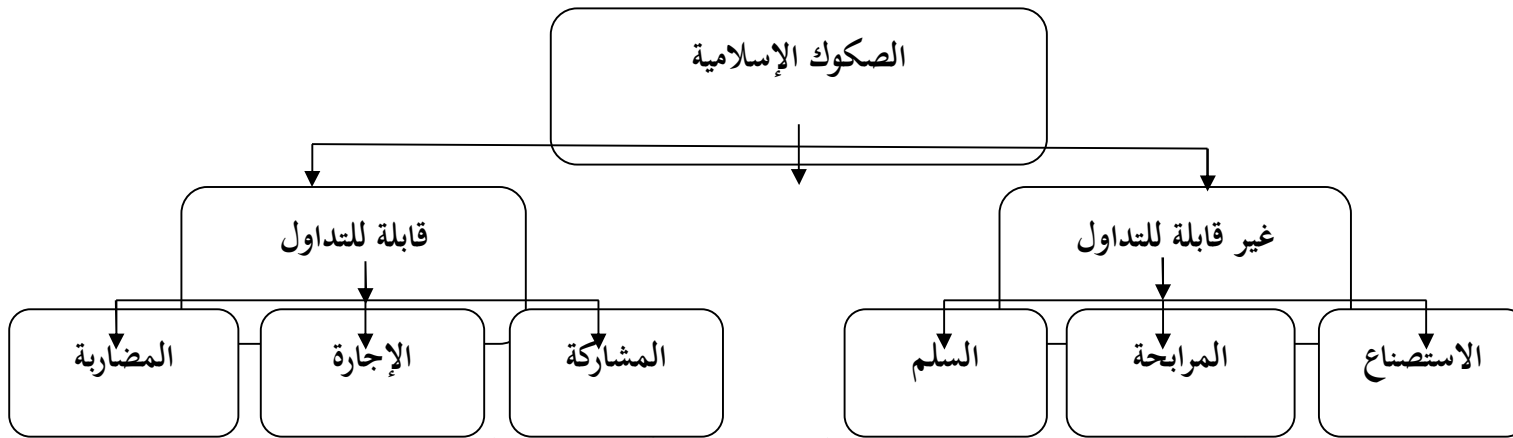 الصكوك الإسلامية
غير قابلة للتداول
قابلة للتداول
الاستصناع
المرابحة
السلم
المشاركة
الإجارة
المضاربة